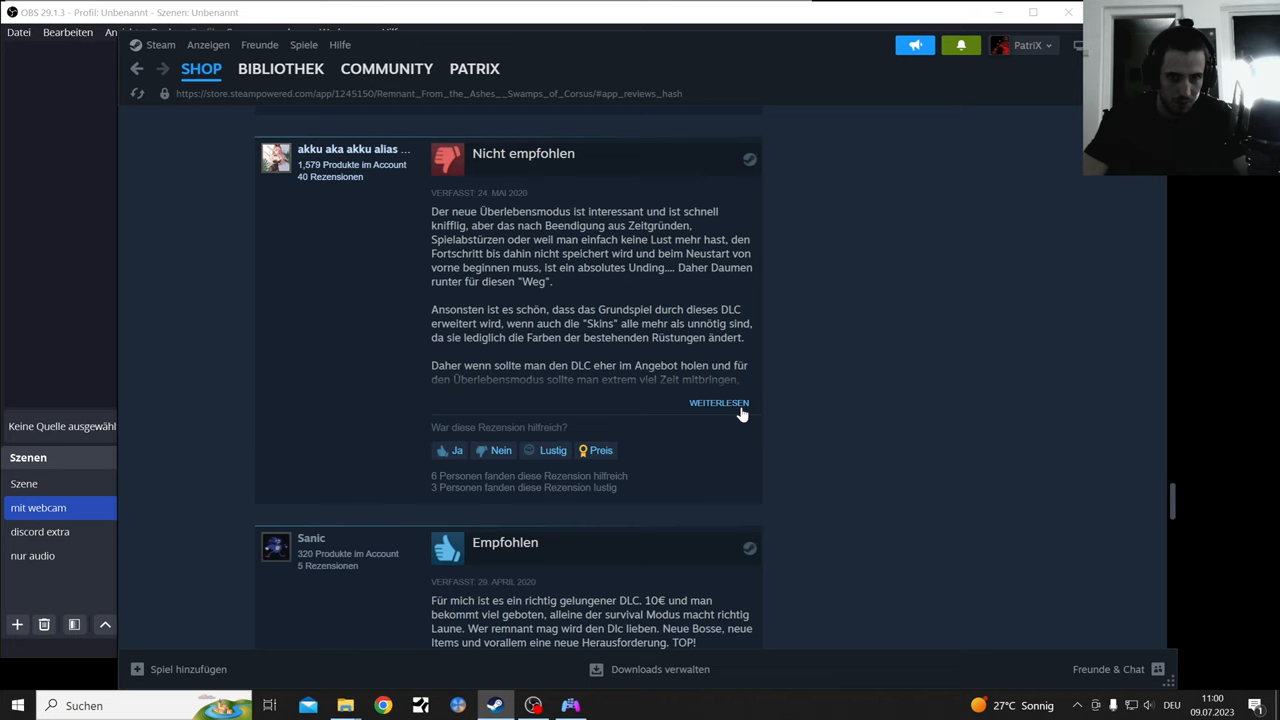 OBS 29.1.3 - Profil: Unbenannt - Szenen: Unbenannt
Datei Bearbeiten
Hilfe
Steam Anzeigen Freunde Spiele Hilfe
PatriX
SHOP BIBLIOTHEK COMMUNITY PATRIX
https://store.steampowered.com/app/1245150/Remnant_From_the_Ashes__Swamps_of_Corsus/#app_reviews_hash
akku aka akku alias ...
1,579 Produkte im Account
40 Rezensionen
Nicht empfohlen
VERFASST: 24. MAI 2020
Der neue Überlebensmodus ist interessant und ist schnell
knifflig, aber das nach Beendigung aus Zeitgründen,
Spielabstürzen oder weil man einfach keine Lust mehr hast, den
Fortschritt bis dahin nicht speichert wird und beim Neustart von
vorne beginnen muss, ist ein absolutes Unding.... Daher Daumen
runter für diesen "Weg".
Ansonsten ist es schön, dass das Grundspiel durch dieses DLC
erweitert wird, wenn auch die "Skins" alle mehr als unnötig sind,
da sie lediglich die Farben der bestehenden Rüstungen ändert.
Daher wenn sollte man den DLC eher im Angebot holen und für
den Überlebensmodus sollte man extrem viel Zeit mitbringen,
WEITERLESEN
War diese Rezension hilfreich?
Ja Nein Lustig Preis
6 Personen fanden diese Rezension hilfreich
3 Personen fanden diese Rezension lustig
Sanic
320 Produkte im Account
5 Rezensionen
Empfohlen
VERFASST: 29. APRIL 2020
Für mich ist es ein richtig gelungener DLC. 10€ und man
bekommt viel geboten, alleine der survival Modus macht richtig
Laune. Wer remnant mag wird den Dlc lieben. Neue Bosse, neue
Items und vorallem eine neue Herausforderung. TOP!
Keine Quelle ausgewähl
Szenen
Szene
mit webcam
discord extra
nur audio
Spiel hinzufügen
Downloads verwalten
Freunde & Chat
Suchen
27°C Sonnig
DEU
11:00
09.07.2023